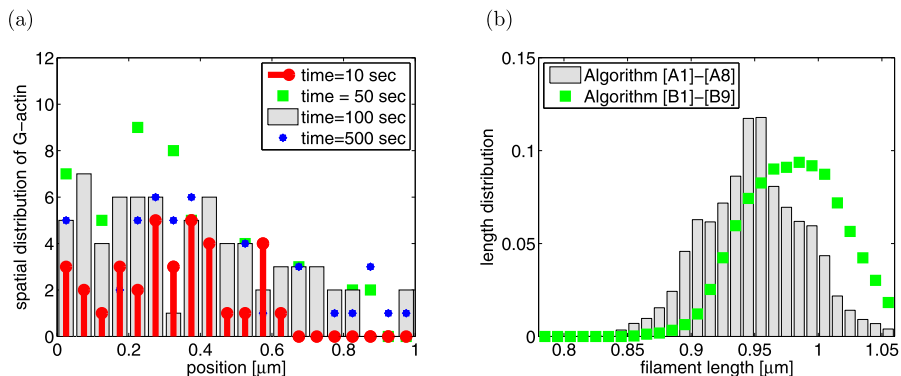 (a)
12
10
8
6
4
2
0
spatial distribution of G−actin
time=10 sec
time = 50 sec
time=100 sec
time=500 sec
0 0.2 0.4 0.6 0.8 1
position [μm]
(b)
0.15
0.1
0.05
0
length distribution
Algorithm [A1]−[A8]
Algorithm [B1]−[B9]
0.8 0.85 0.9 0.95 1 1.05
filament length [μm]